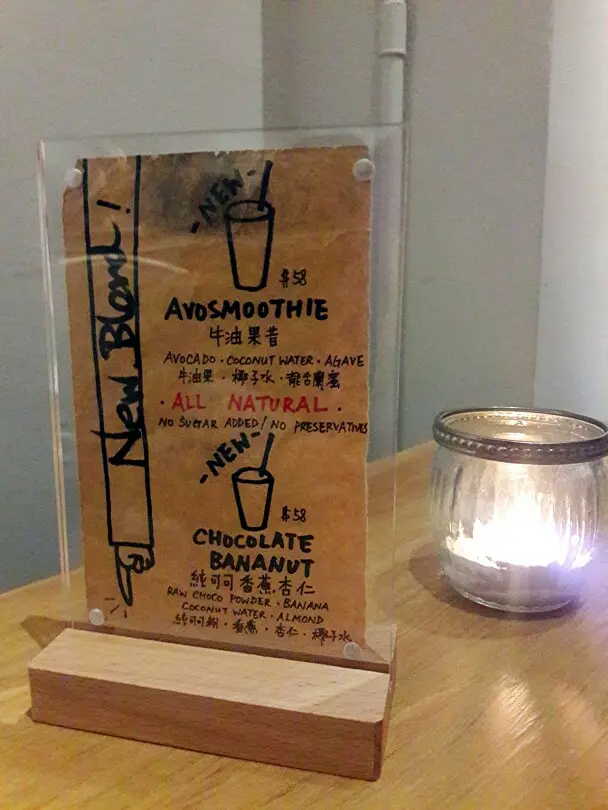 New Blend!
-NEW-
$58
AVOSMOOTHIE
牛油果昔
AVOCADO · COCONUT WATER · AGAVE
牛油果 · 椰子水 · 龍舌蘭蜜
· ALL NATURAL ·
NO SUGAR ADDED / NO PRESERVATIVES
-NEW-
$58
CHOCOLATE
BANANUT
純可可香蕉杏仁
RAW CHOCO POWDER · BANANA
COCONUT WATER · ALMOND
純可可粉 · 香蕉 · 杏仁 · 椰子水